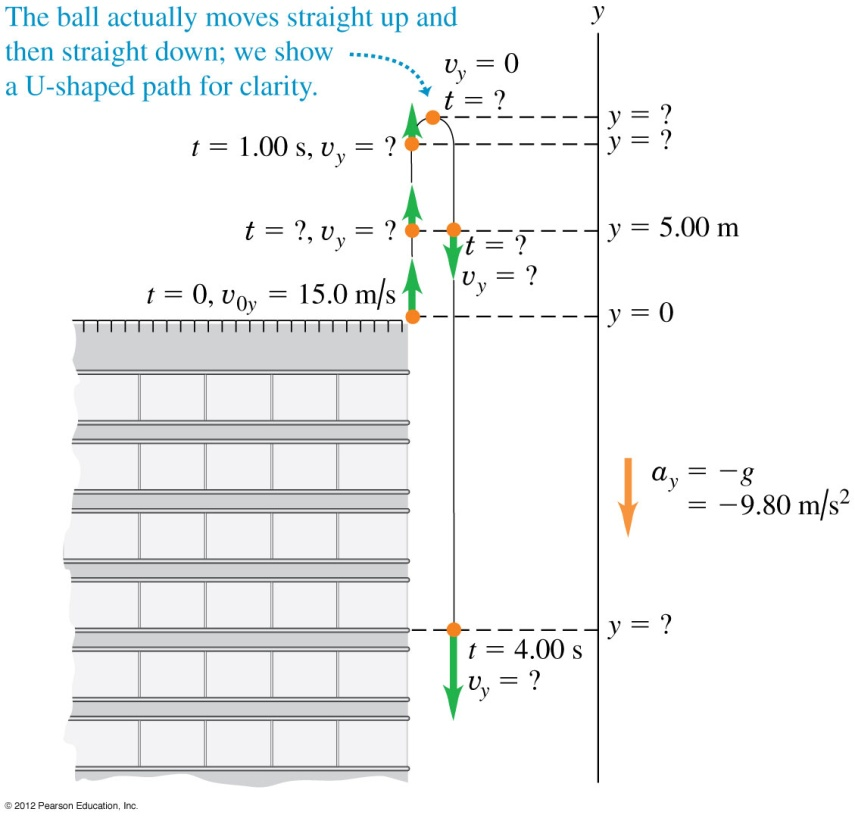 The ball actually moves straight up and
then straight down; we show
a U-shaped path for clarity.
y
v_y = 0
t = ?
y = ?
t = 1.00 s, v_y = ?
y = ?
t = ?, v_y = ?
y = 5.00 m
t = ?
v_y = ?
t = 0, v_0y = 15.0 m/s
y = 0
a_y = −g
= −9.80 m/s²
y = ?
t = 4.00 s
v_y = ?
© 2012 Pearson Education, Inc.